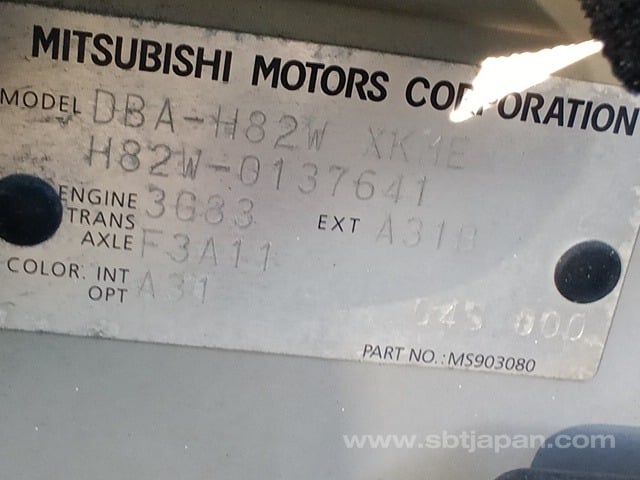 MITSUBISHI MOTORS CORPORATION
MODEL DBA-H82W XKME
H82W-0137641
ENGINE 3G83 EXT A31B
TRANS AXLE F3A11
COLOR. INT A31
OPT 045 000
PART NO.: MS903080
www.sbtjapan.com